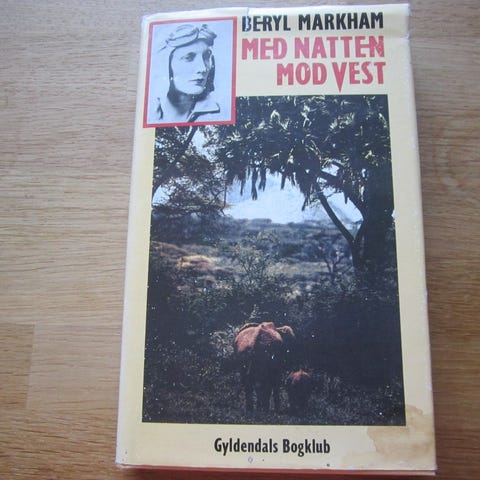 BERYL MARKHAM
MED NATTEN
MOD VEST
Gyldendals Bogklub